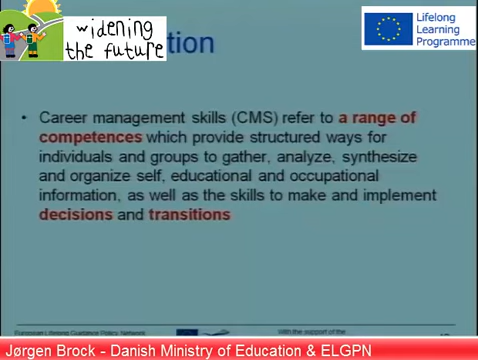 widening
the future
tion
Lifelong
Learning
Programme
• Career management skills (CMS) refer to a range of
competences which provide structured ways for
individuals and groups to gather, analyze, synthesize
and organize self, educational and occupational
information, as well as the skills to make and implement
decisions and transitions
European Lifelong Guidance Policy Network
With the support of the
Jørgen Brock - Danish Ministry of Education & ELGPN